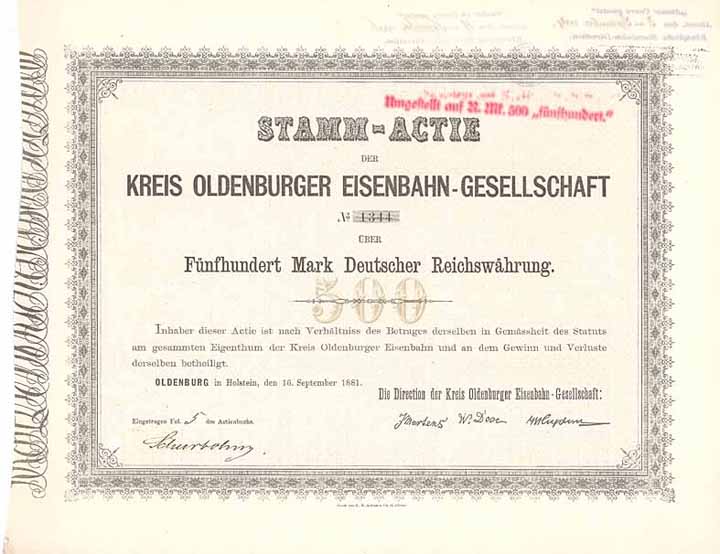 Umgestellt auf R. Mk. 500 „fünfhundert."
STAMM-ACTIE
DER
KREIS OLDENBURGER EISENBAHN-GESELLSCHAFT
№ 1344
ÜBER
Fünfhundert Mark Deutscher Reichswährung.
500
Inhaber dieser Actie ist nach Verhältniss des Betrages derselben in Gemässheit des Statuts
am gesammten Eigenthum der Kreis Oldenburger Eisenbahn und an dem Gewinn und Verluste
derselben betheiligt.
OLDENBURG in Holstein, den 16. September 1881.
Die Direction der Kreis Oldenburger Eisenbahn-Gesellschaft:
Eingetragen Fol. 5 des Actienbuchs.
JMertens W. Dose